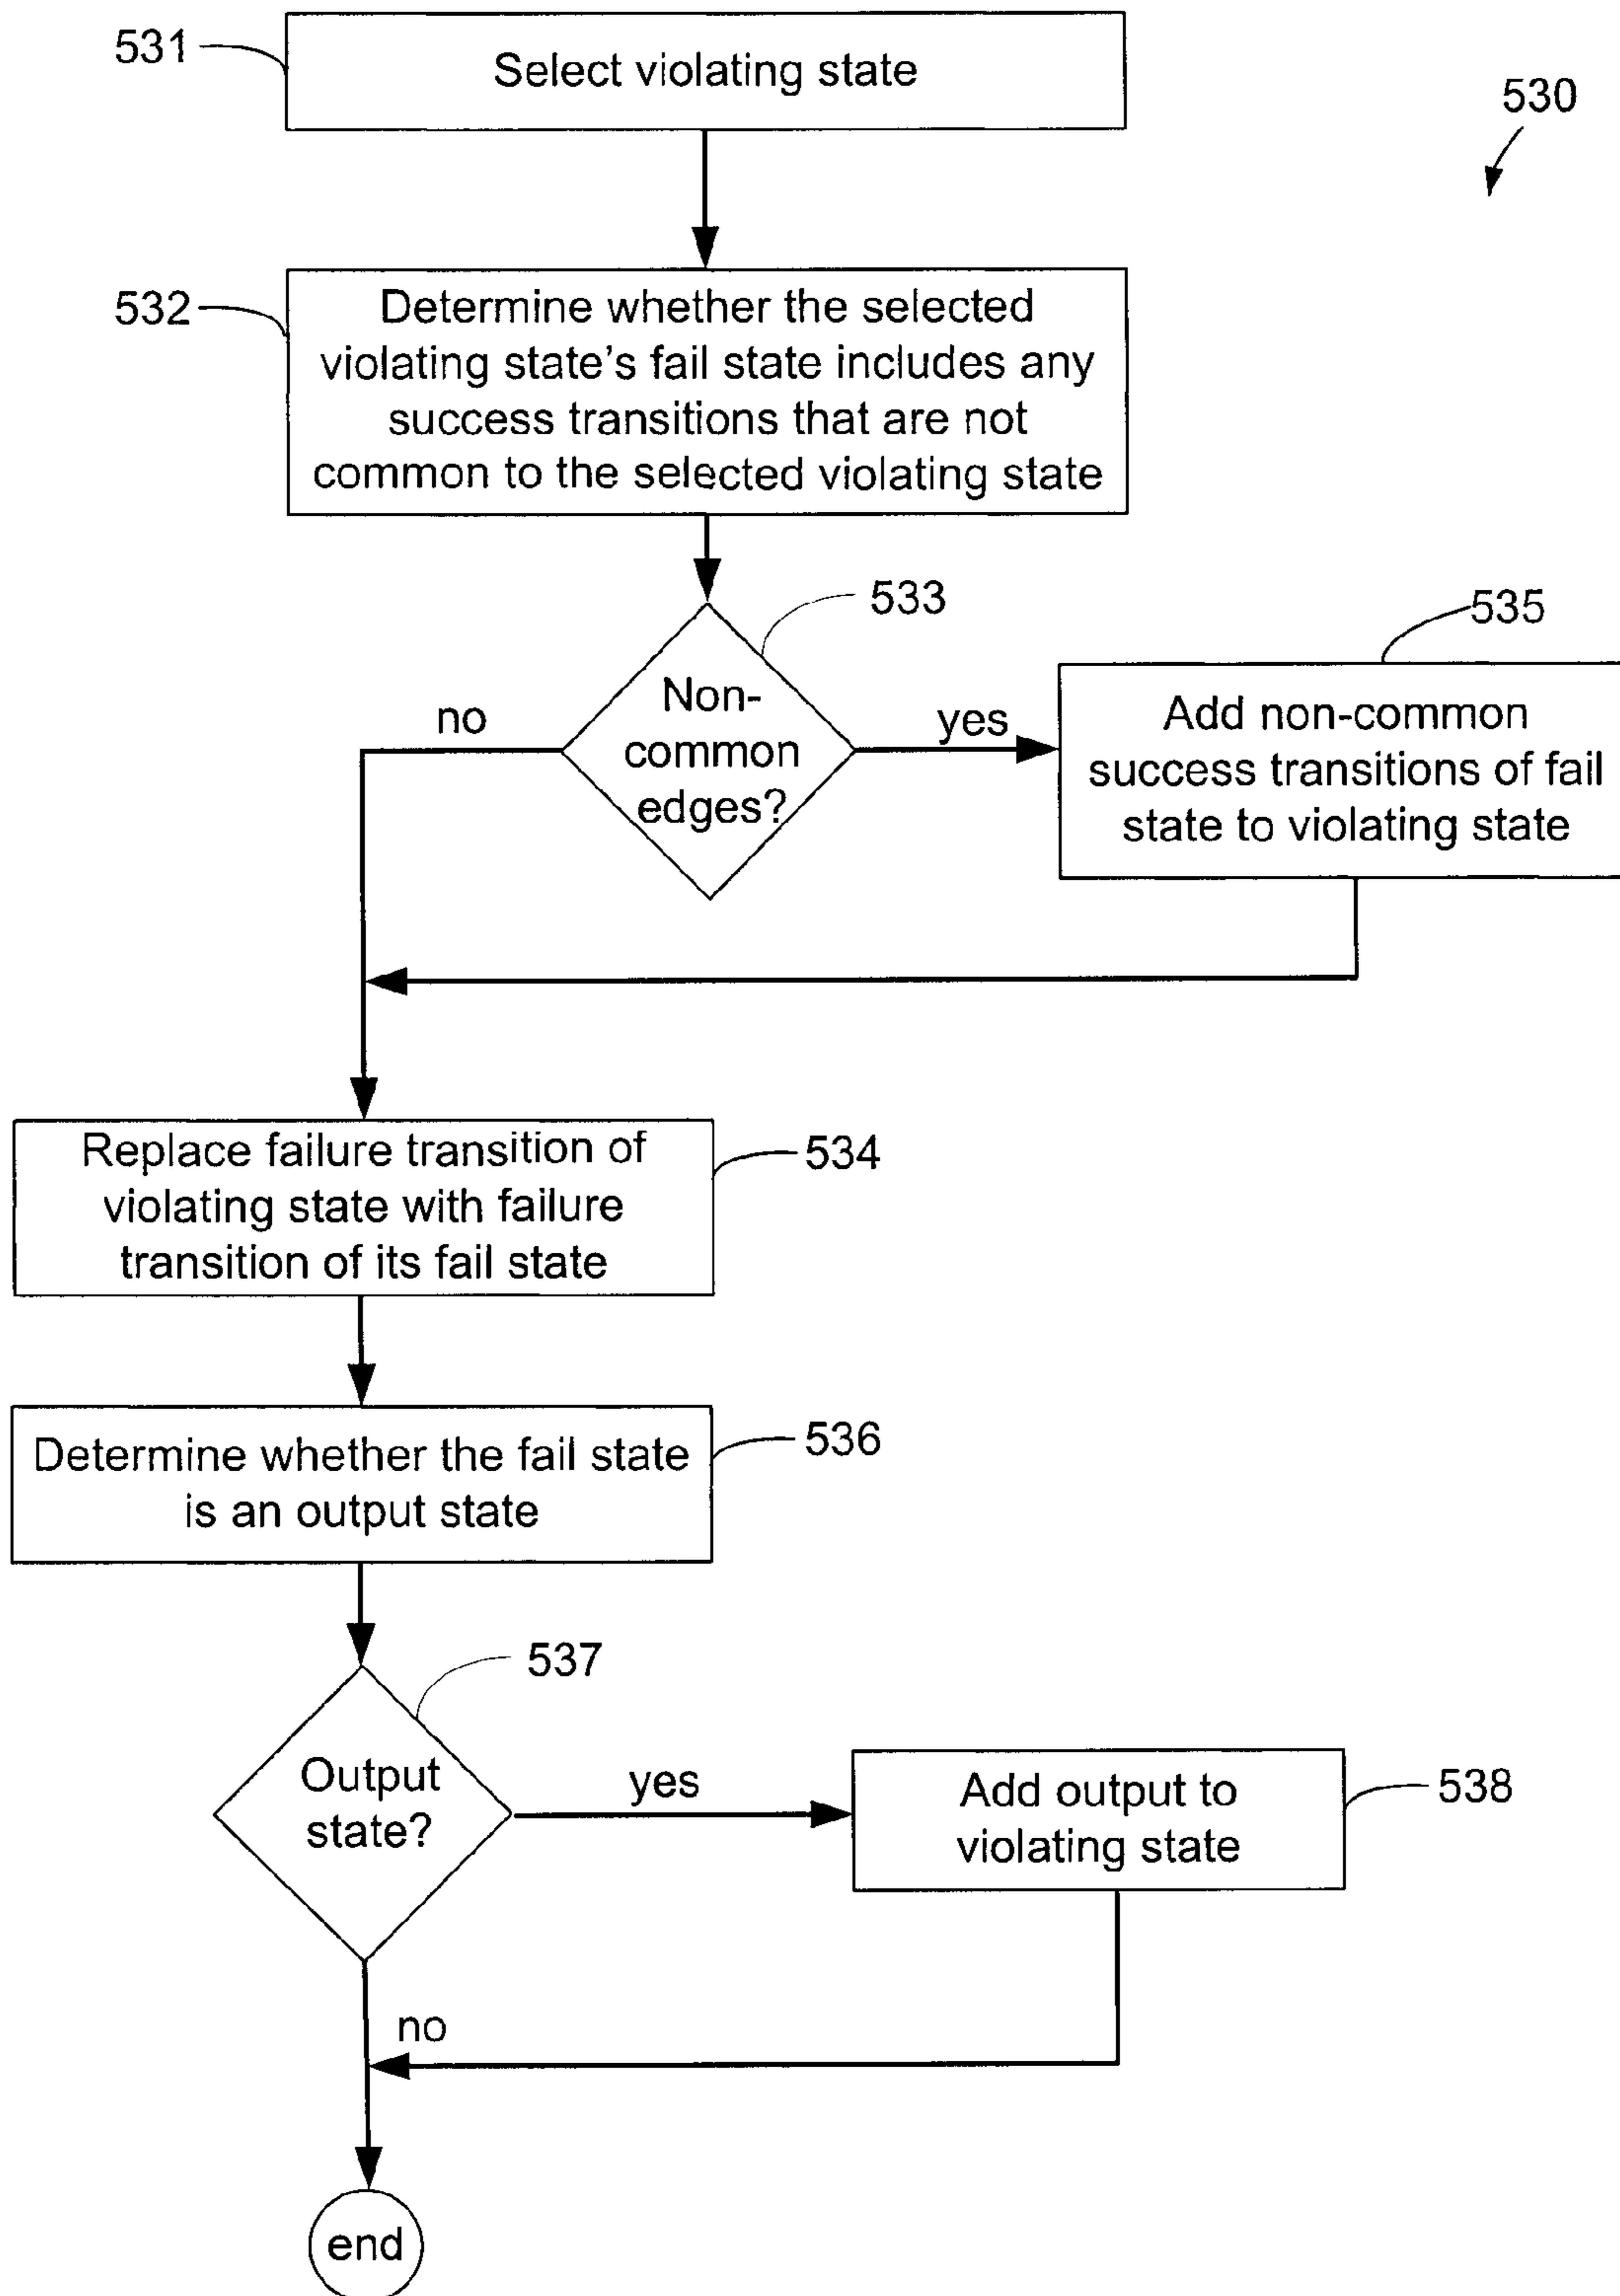 531
Select violating state
530
532
Determine whether the selected
violating state's fail state includes any
success transitions that are not
common to the selected violating state
533
535
Non-
common
edges?
no
yes
Add non-common
success transitions of fail
state to violating state
Replace failure transition of
violating state with failure
transition of its fail state
534
Determine whether the fail state
is an output state
536
537
Output
state?
yes
Add output to
violating state
538
no
end